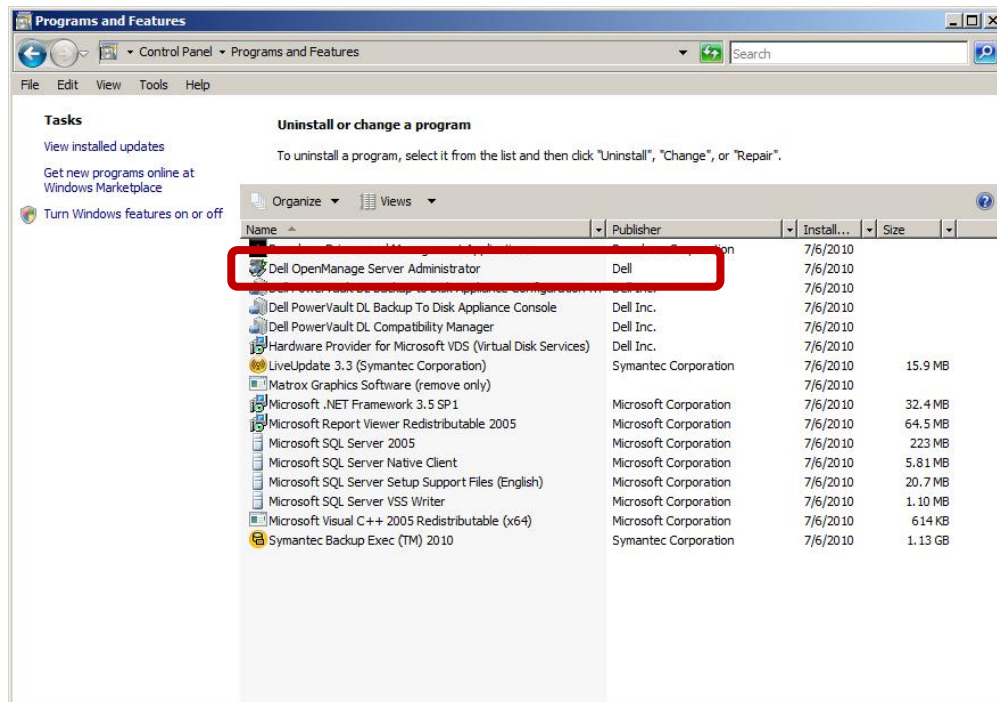 Programs and Features
Control Panel Programs and Features
Search
File Edit View Tools Help
Tasks
View installed updates
Get new programs online at
Windows Marketplace
Turn Windows features on or off
Uninstall or change a program
To uninstall a program, select it from the list and then click "Uninstall", "Change", or "Repair".
Organize Views
Name Publisher Install... Size
7/6/2010
Dell OpenManage Server Administrator Dell 7/6/2010
Dell PowerVault DL Backup to Disk Appliance Configuration Dell Inc. 7/6/2010
Dell PowerVault DL Backup To Disk Appliance Console Dell Inc. 7/6/2010
Dell PowerVault DL Compatibility Manager Dell Inc. 7/6/2010
Hardware Provider for Microsoft VDS (Virtual Disk Services) Dell Inc. 7/6/2010
LiveUpdate 3.3 (Symantec Corporation) Symantec Corporation 7/6/2010 15.9 MB
Matrox Graphics Software (remove only) 7/6/2010
Microsoft .NET Framework 3.5 SP1 Microsoft Corporation 7/6/2010 32.4 MB
Microsoft Report Viewer Redistributable 2005 Microsoft Corporation 7/6/2010 64.5 MB
Microsoft SQL Server 2005 Microsoft Corporation 7/6/2010 223 MB
Microsoft SQL Server Native Client Microsoft Corporation 7/6/2010 5.81 MB
Microsoft SQL Server Setup Support Files (English) Microsoft Corporation 7/6/2010 20.7 MB
Microsoft SQL Server VSS Writer Microsoft Corporation 7/6/2010 1.10 MB
Microsoft Visual C++ 2005 Redistributable (x64) Microsoft Corporation 7/6/2010 614 KB
Symantec Backup Exec (TM) 2010 Symantec Corporation 7/6/2010 1.13 GB